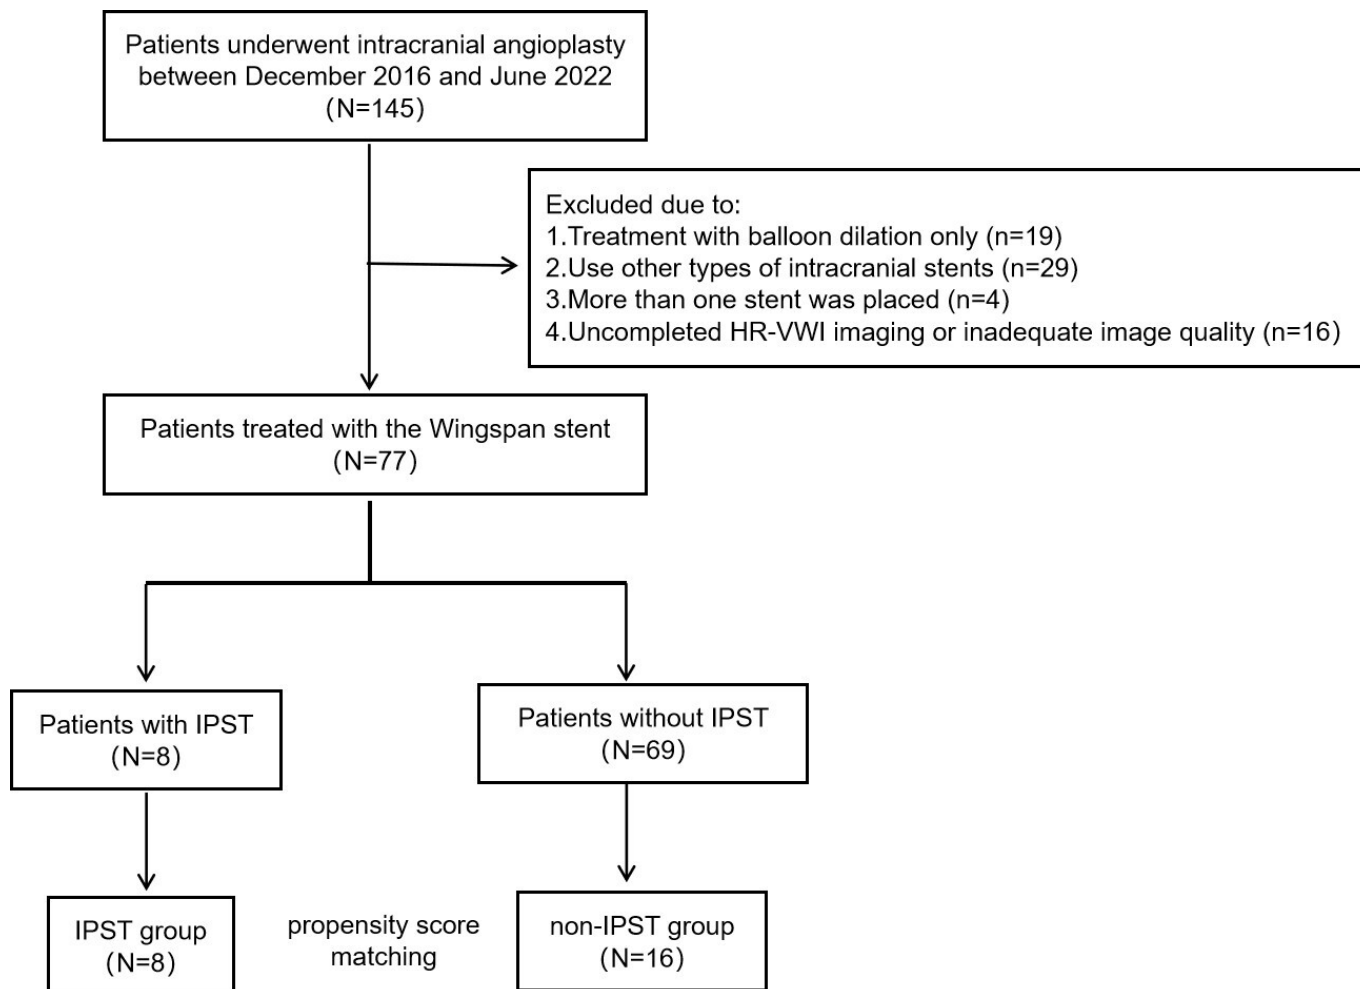 Patients underwent intracranial angioplasty
between December 2016 and June 2022
(N=145)
Excluded due to:
1.Treatment with balloon dilation only (n=19)
2.Use other types of intracranial stents (n=29)
3.More than one stent was placed (n=4)
4.Uncompleted HR-VWI imaging or inadequate image quality (n=16)
Patients treated with the Wingspan stent
(N=77)
Patients with IPST
(N=8)
Patients without IPST
(N=69)
IPST group
(N=8)
propensity score
matching
non-IPST group
(N=16)